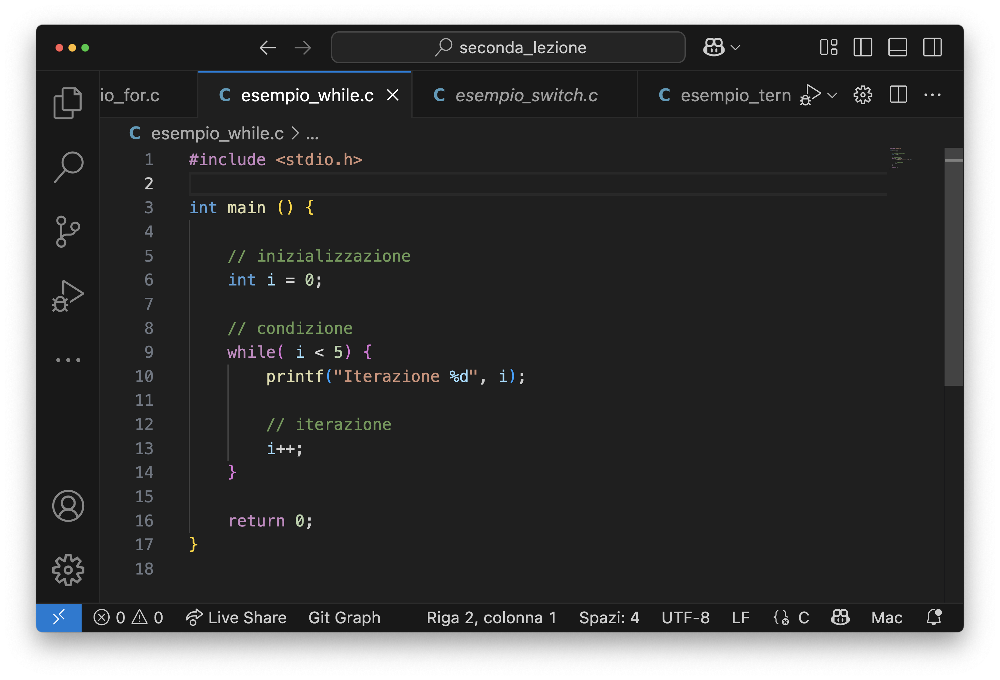 seconda_lezione
io_for.c
C esempio_while.c
C esempio_switch.c
C esempio_tern
C esempio_while.c > ...
1 #include <stdio.h>
2
3 int main () {
4
5 // inizializzazione
6 int i = 0;
7
8 // condizione
9 while( i < 5) {
10 printf("Iterazione %d", i);
11
12 // iterazione
13 i++;
14 }
15
16 return 0;
17 }
18
0 0 Live Share Git Graph Riga 2, colonna 1 Spazi: 4 UTF-8 LF C Mac